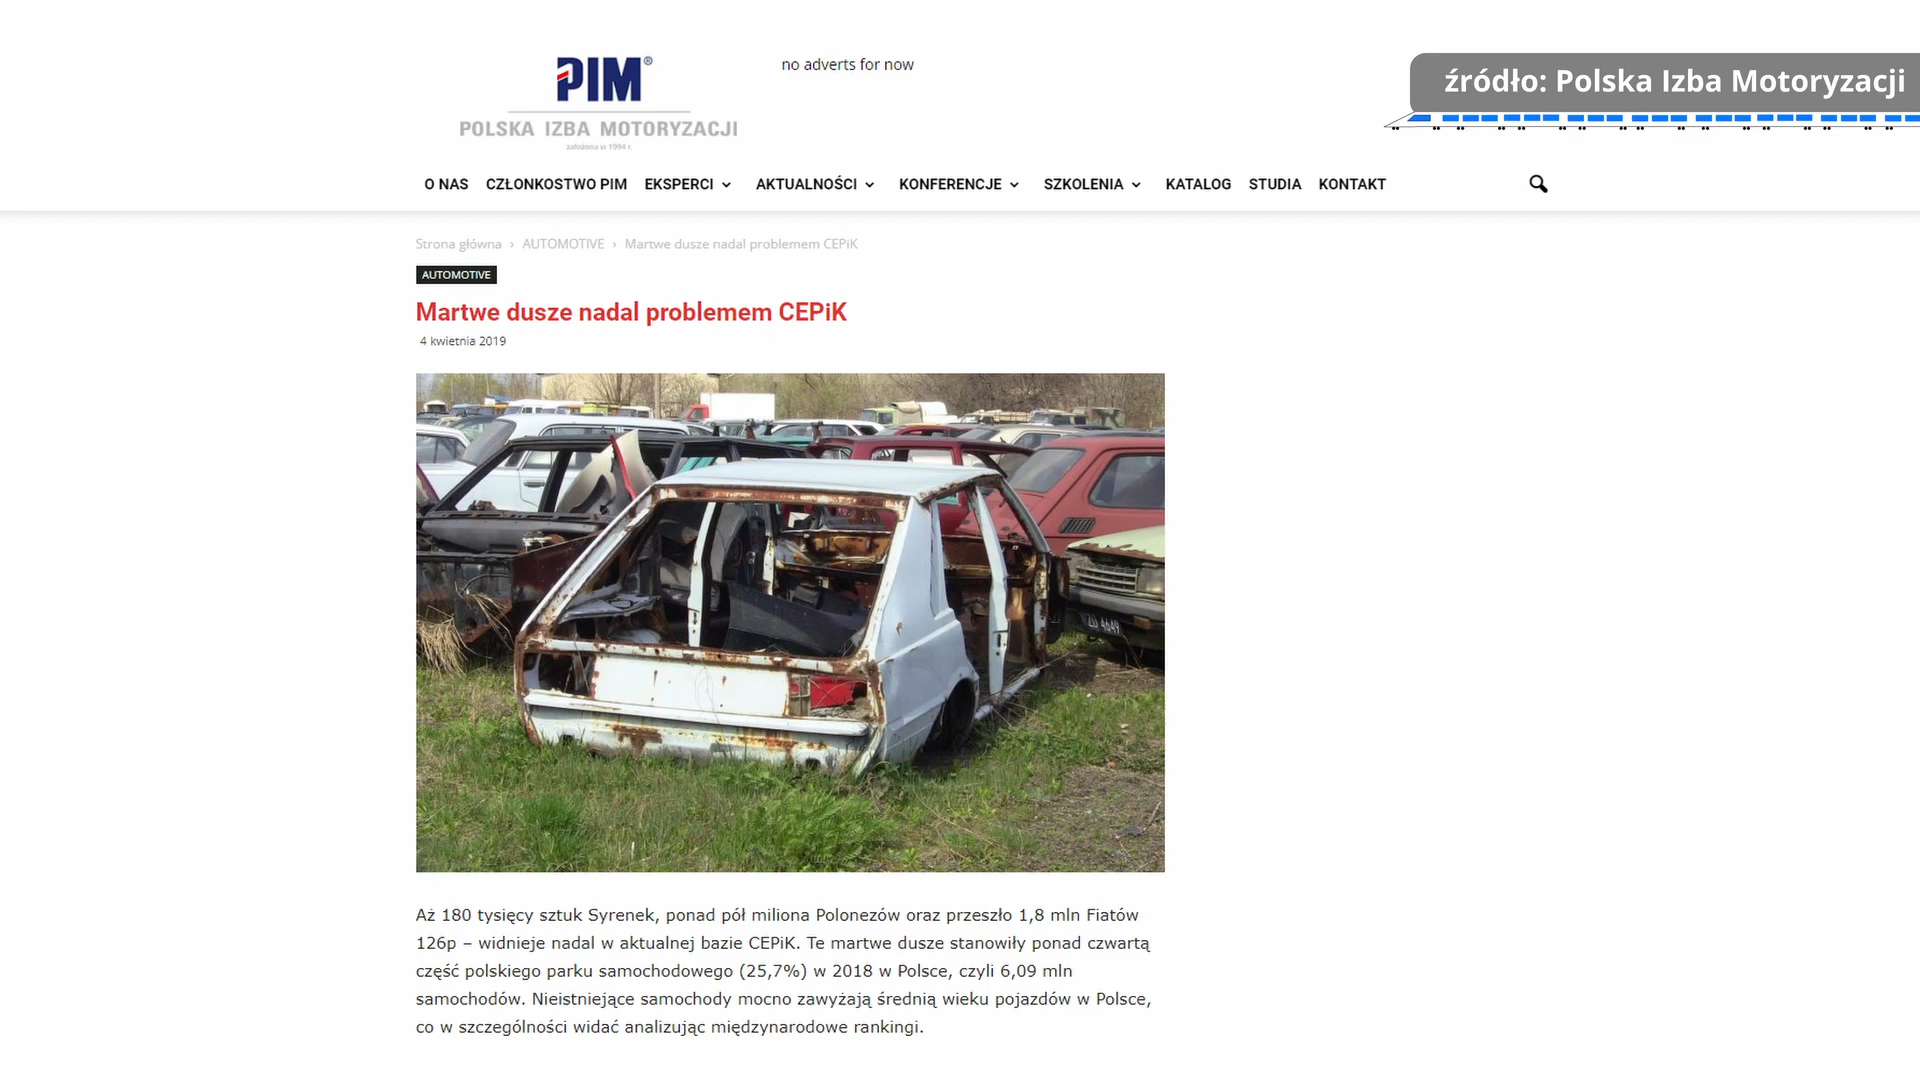 PIM®
POLSKA IZBA MOTORYZACJI
założona w 1994 r.
no adverts for now
źródło: Polska Izba Motoryzacji
O NAS CZŁONKOSTWO PIM EKSPERCI AKTUALNOŚCI KONFERENCJE SZKOLENIA KATALOG STUDIA KONTAKT
Strona główna › AUTOMOTIVE › Martwe dusze nadal problemem CEPiK
AUTOMOTIVE
Martwe dusze nadal problemem CEPiK
4 kwietnia 2019
4649
Aż 180 tysięcy sztuk Syrenek, ponad pół miliona Polonezów oraz przeszło 1,8 mln Fiatów
126p – widnieje nadal w aktualnej bazie CEPiK. Te martwe dusze stanowiły ponad czwartą
część polskiego parku samochodowego (25,7%) w 2018 w Polsce, czyli 6,09 mln
samochodów. Nieistniejące samochody mocno zawyżają średnią wieku pojazdów w Polsce,
co w szczególności widać analizując międzynarodowe rankingi.